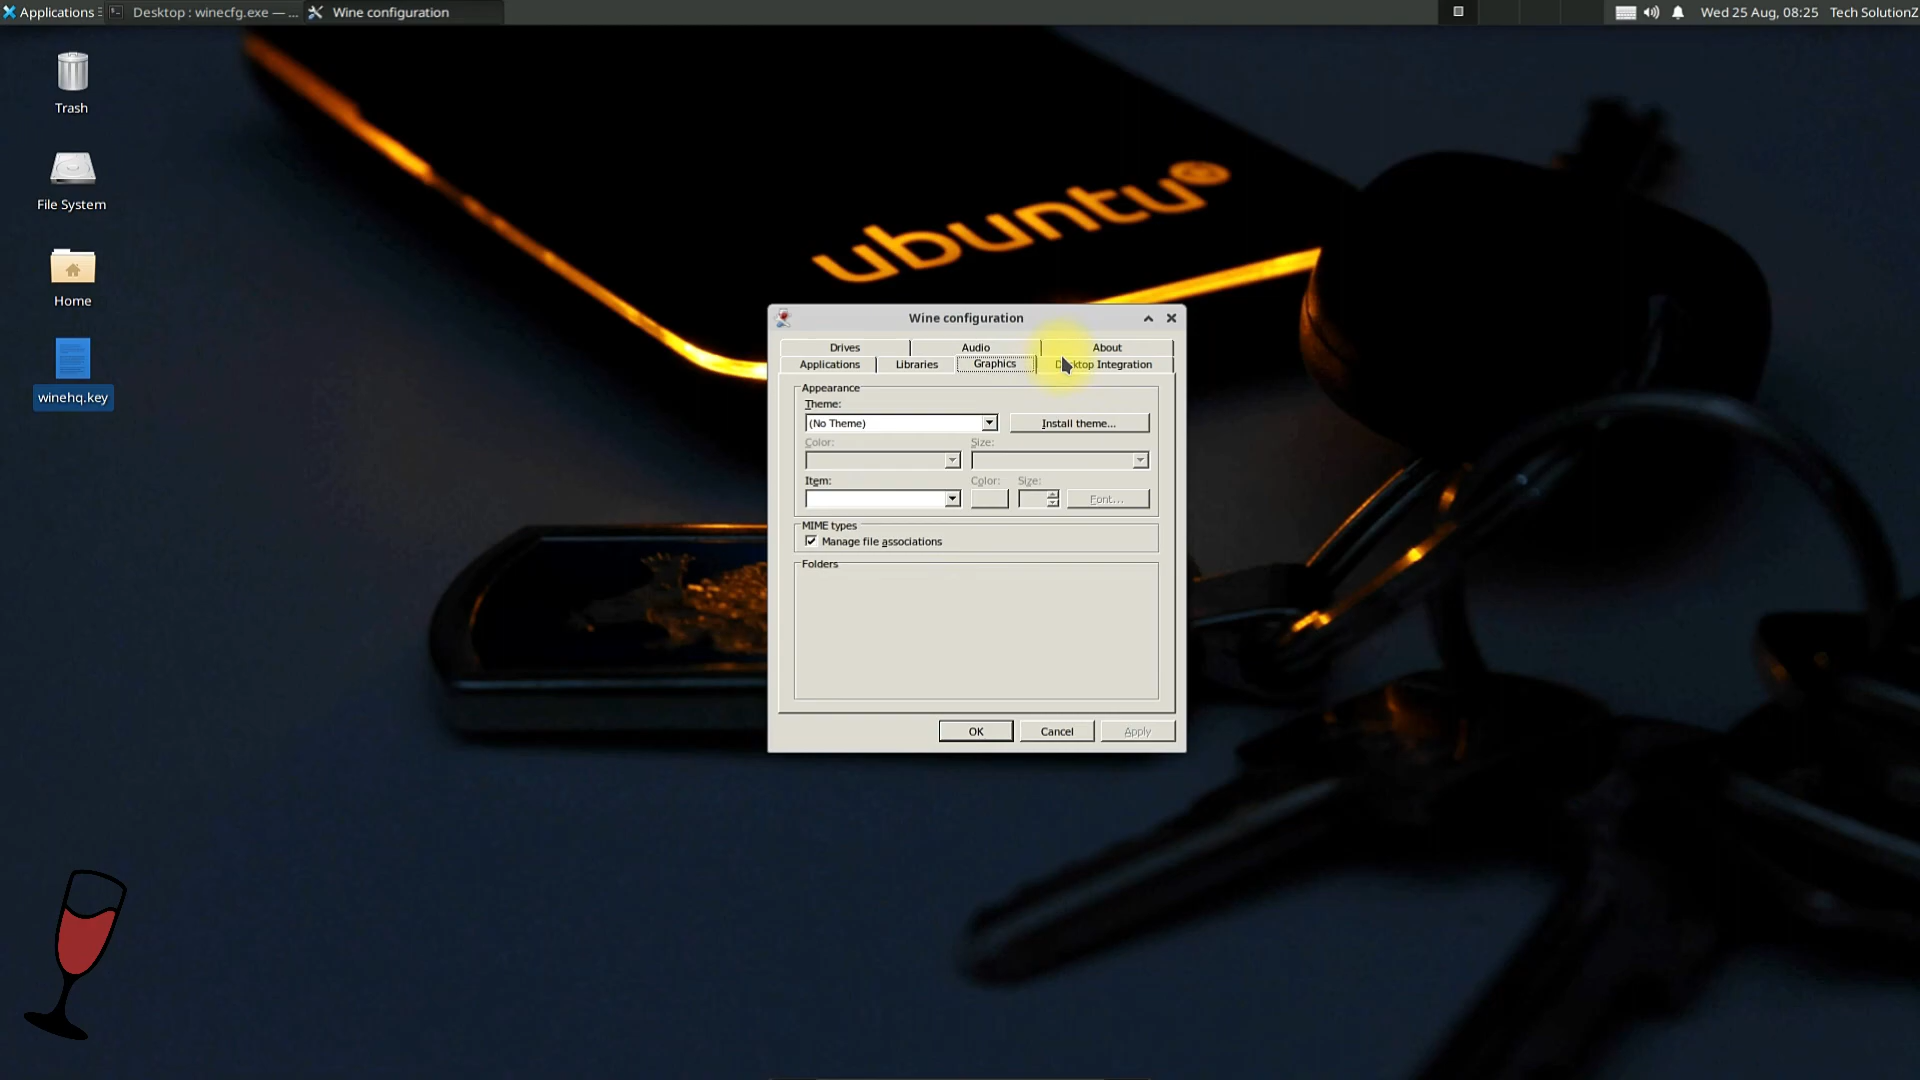 Applications
Desktop : winecfg.exe — ...
Wine configuration
Wed 25 Aug, 08:25
Tech SolutionZ
Trash
File System
Home
winehq.key
ubuntu
Wine configuration
Drives
Audio
About
Applications
Libraries
Graphics
Desktop Integration
Appearance
Theme:
(No Theme)
Install theme...
Color:
Size:
Item:
Color:
Size:
Font...
MIME types
Manage file associations
Folders
OK
Cancel
Apply